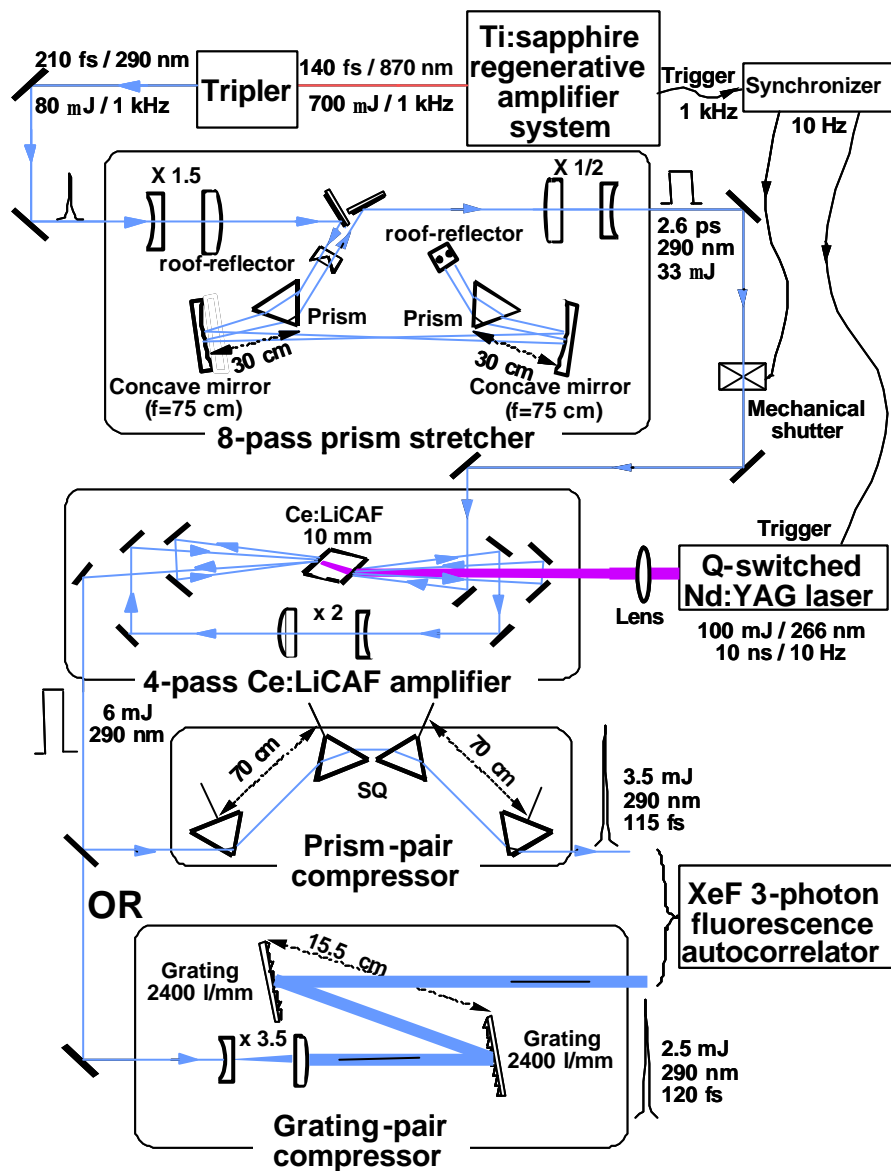 Ti:sapphire
regenerative
amplifier
system
210 fs / 290 nm
80 mJ / 1 kHz
Tripler
140 fs / 870 nm
700 mJ / 1 kHz
Trigger
1 kHz
Synchronizer
10 Hz
X 1.5
X 1/2
roof-reflector
roof-reflector
2.6 ps
290 nm
33 mJ
Prism
Prism
30 cm
30 cm
Concave mirror
(f=75 cm)
Concave mirror
(f=75 cm)
8-pass prism stretcher
Mechanical
shutter
Ce:LiCAF
10 mm
x 2
4-pass Ce:LiCAF amplifier
Lens
Trigger
Q-switched
Nd:YAG laser
100 mJ / 266 nm
10 ns / 10 Hz
6 mJ
290 nm
70 cm
70 cm
SQ
Prism-pair
compressor
3.5 mJ
290 nm
115 fs
OR
XeF 3-photon
fluorescence
autocorrelator
15.5 cm
Grating
2400 l/mm
x 3.5
Grating
2400 l/mm
2.5 mJ
290 nm
120 fs
Grating-pair
compressor